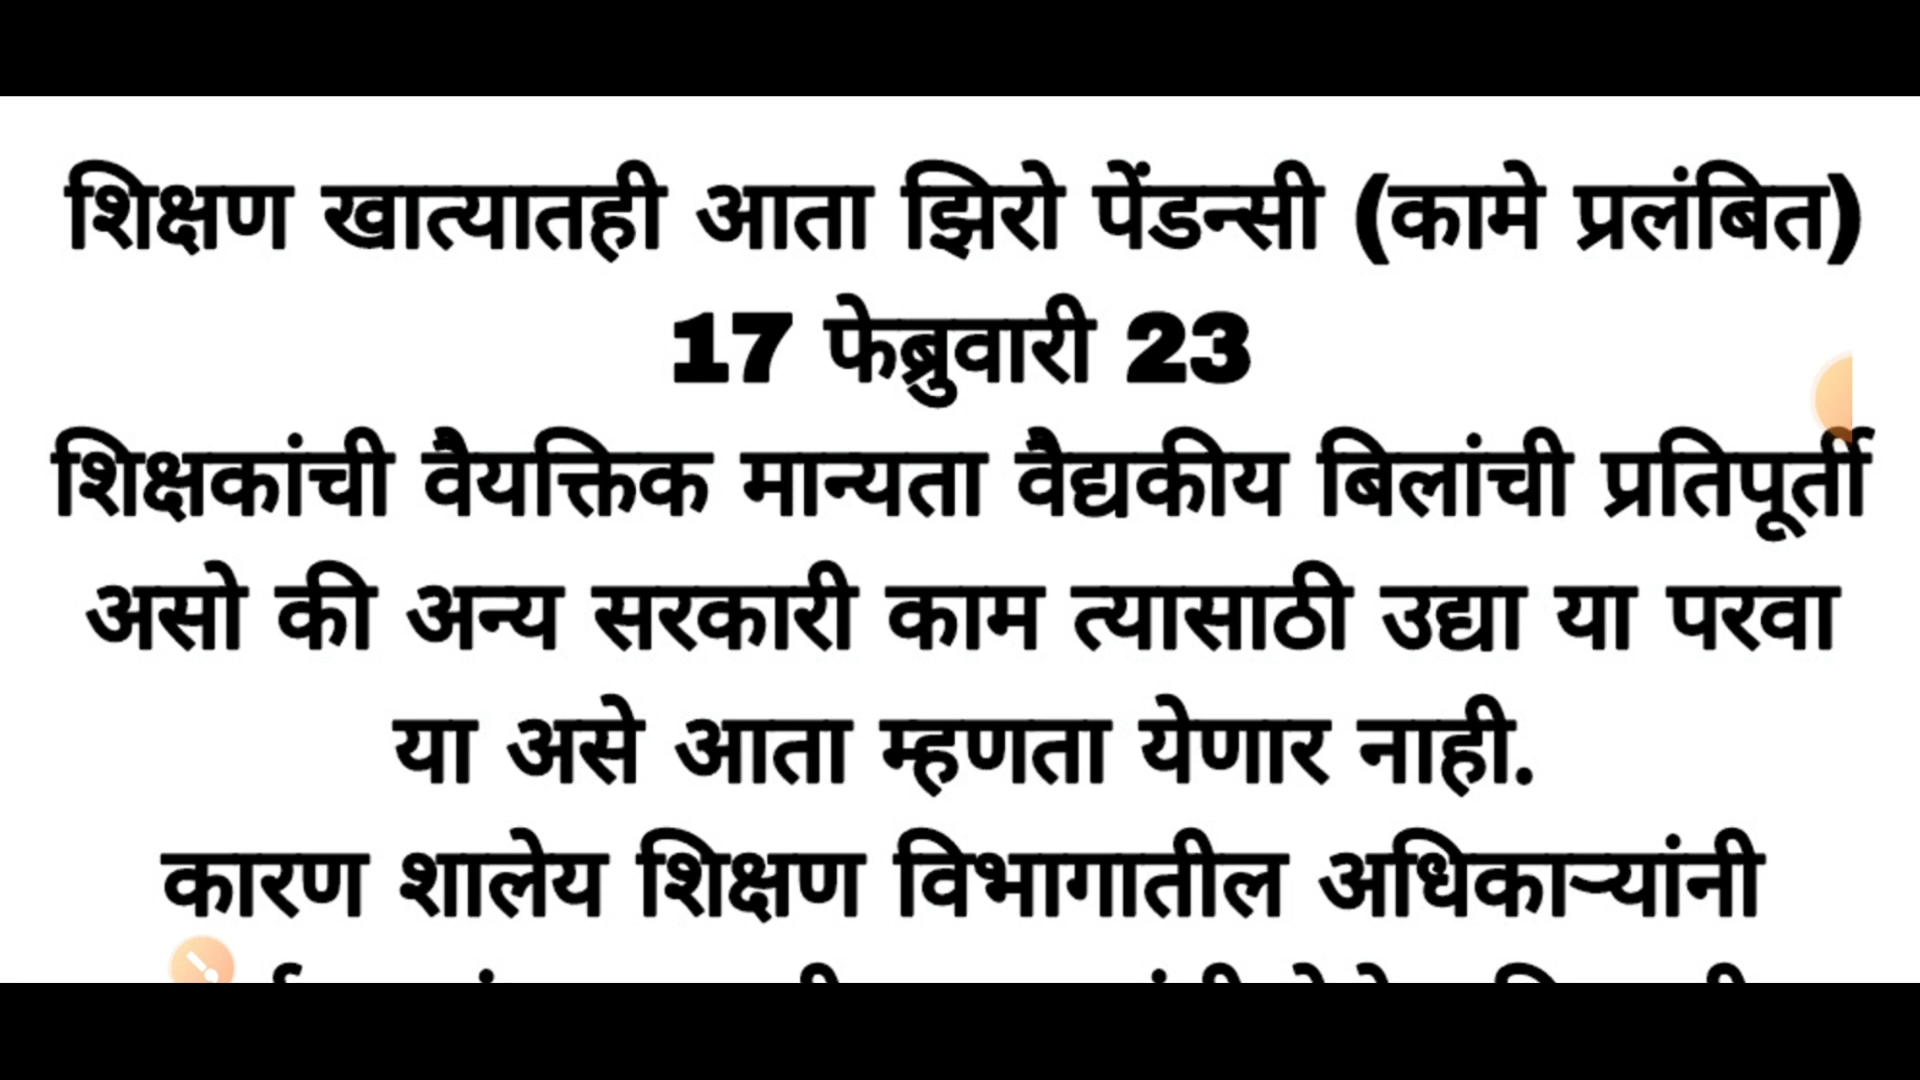 शिक्षण खात्यातही आता झिरो पेंडन्सी (कामे प्रलंबित)
17 फेब्रुवारी 23
शिक्षकांची वैयक्तिक मान्यता वैद्यकीय बिलांची प्रतिपूर्ती
असो की अन्य सरकारी काम त्यासाठी उद्या या परवा
या असे आता म्हणता येणार नाही.
कारण शालेय शिक्षण विभागातील अधिकाऱ्यांनी